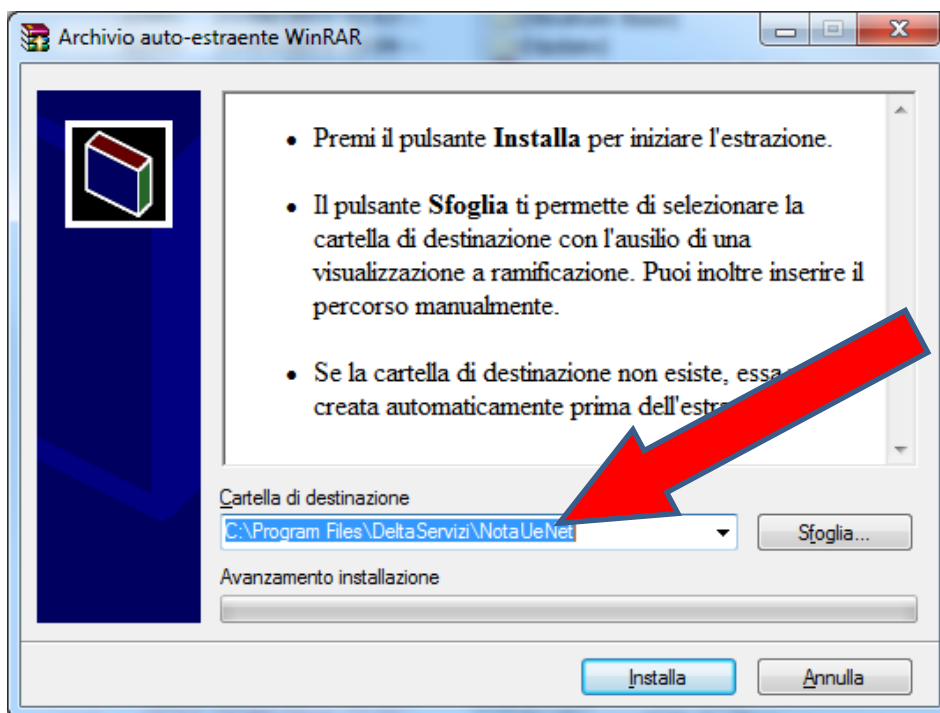 Archivio auto-estraente WinRAR
• Premi il pulsante Installa per iniziare l'estrazione.
• Il pulsante Sfoglia ti permette di selezionare la
cartella di destinazione con l'ausilio di una
visualizzazione a ramificazione. Puoi inoltre inserire il
percorso manualmente.
• Se la cartella di destinazione non esiste, essa
creata automaticamente prima
Cartella di destinazione
C:\Program Files\DeltaServizi\NotaUeNet
Sfoglia...
Avanzamento installazione
Installa
Annulla